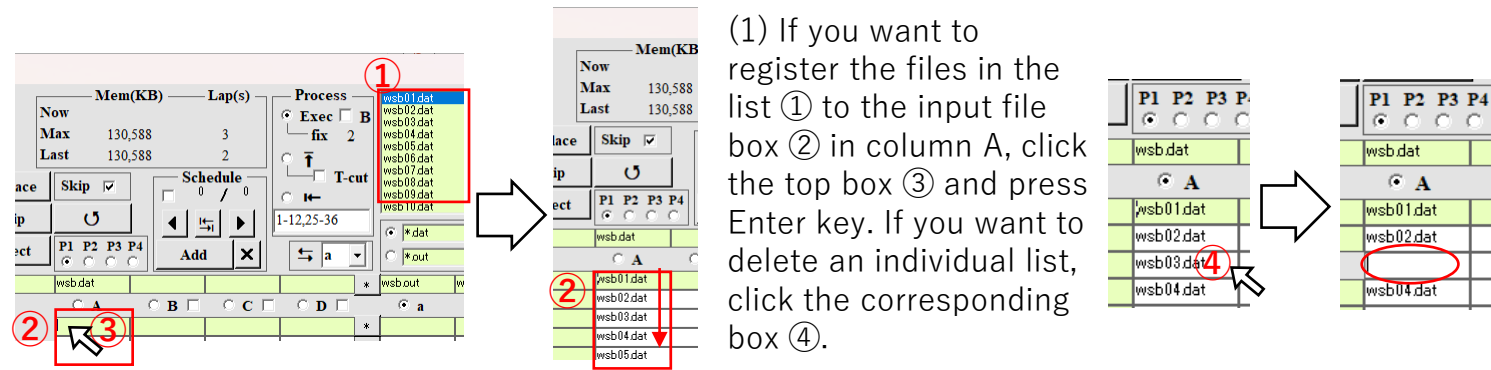 ①
Mem(KB) Lap(s)
Now
Max 130,588 3
Last 130,588 2
Process
Exec B
fix 2
T
T-cut
1-12,25-36
a
wsb01.dat
wsb02.dat
wsb03.dat
wsb04.dat
wsb05.dat
wsb06.dat
wsb07.dat
wsb08.dat
wsb09.dat
wsb10.dat
*.dat
*.out
ace Skip
ip
ect P1 P2 P3 P4
Schedule
0 / 0
Add
wsb.dat * wsb.out w
A B C D a
*
② ③
Mem(KB
Now
Max 130,588
Last 130,588
lace Skip
ip
ect P1 P2 P3 P4
wsb.dat
A
②
wsb01.dat
wsb02.dat
wsb03.dat
wsb04.dat
wsb05.dat
(1) If you want to
register the files in the
list ① to the input file
box ② in column A, click
the top box ③ and press
Enter key. If you want to
delete an individual list,
click the corresponding
box ④.
P1 P2 P3 P4
wsb.dat
A
wsb01.dat
wsb02.dat
wsb03.dat
④
wsb04.dat
P1 P2 P3 P4
wsb.dat
A
wsb01.dat
wsb02.dat
wsb04.dat